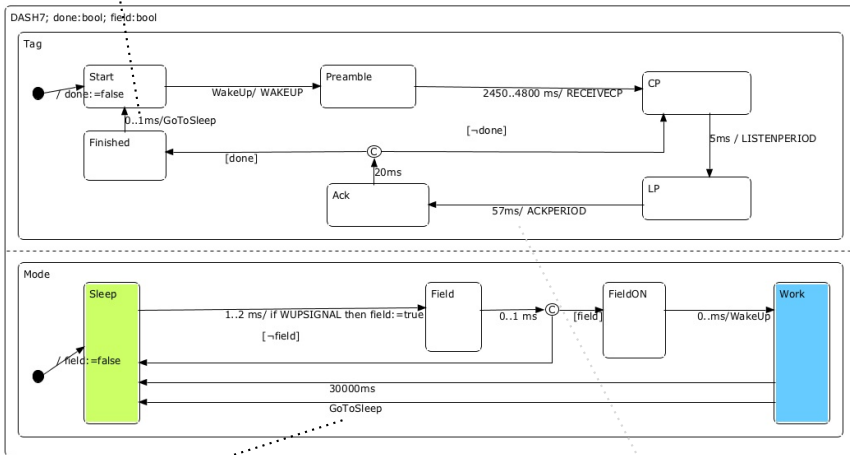 DASH7; done:bool; field:bool
Tag
Start
/ done:=false
WakeUp/ WAKEUP
Preamble
2450..4800 ms/ RECEIVECP
CP
0..1ms/GoToSleep
Finished
[done]
C
[¬done]
5ms / LISTENPERIOD
20ms
Ack
57ms/ ACKPERIOD
LP
Mode
Sleep
/ field:=false
1..2 ms/ if WUPSIGNAL then field:=true
Field
0..1 ms
C
[field]
FieldON
0..ms/WakeUp
Work
[¬field]
30000ms
GoToSleep